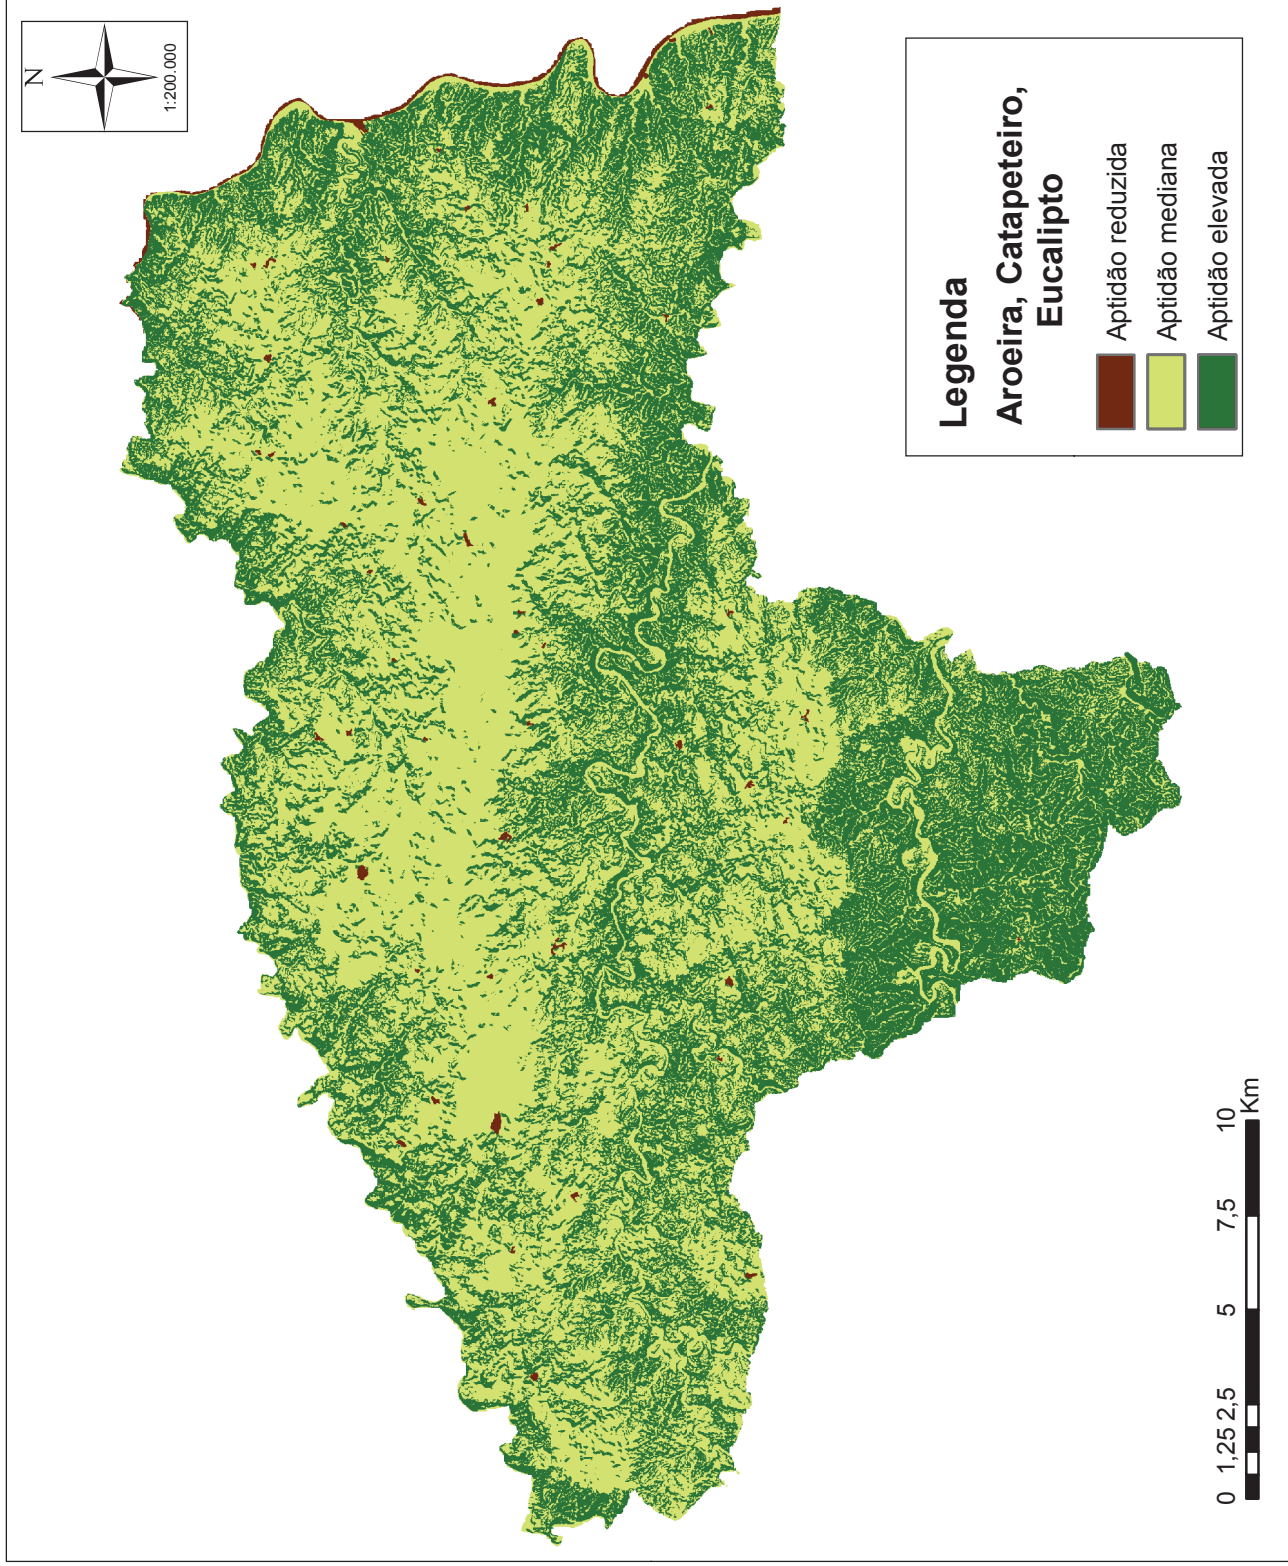 N
1:200.000
Legenda
Aroeira, Catapeteiro,
Eucalipto
Aptidão reduzida
Aptidão mediana
Aptidão elevada
0 1,25 2,5 5 7,5 10
Km